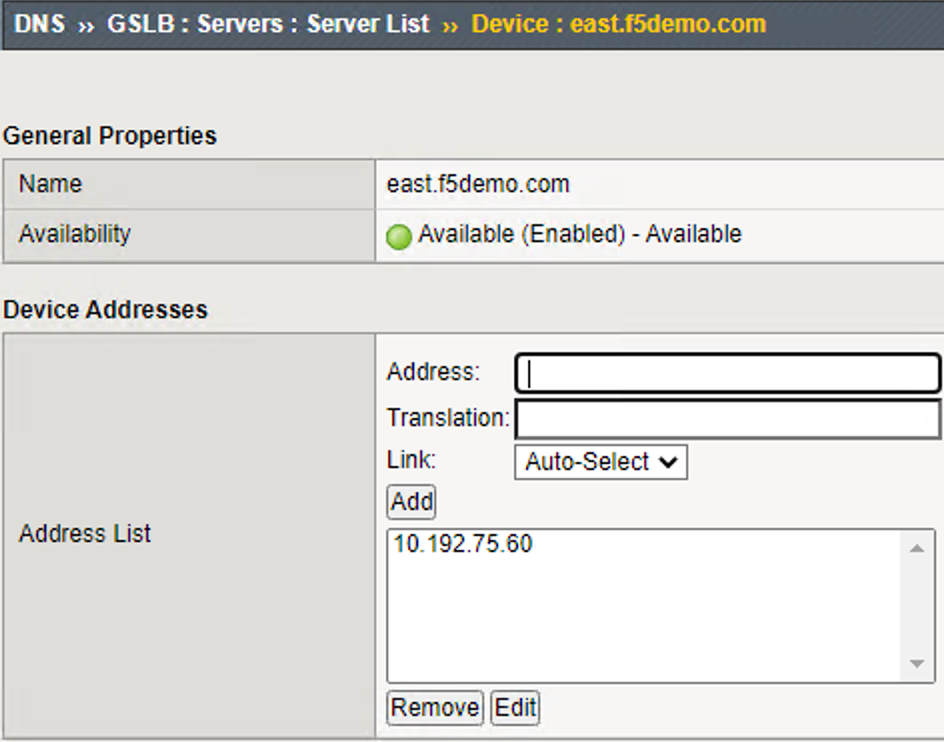 DNS ›› GSLB : Servers : Server List ›› Device : east.f5demo.com
General Properties
Name east.f5demo.com
Availability Available (Enabled) - Available
Device Addresses
Address:
Translation:
Link: Auto-Select
Add
Address List
10.192.75.60
Remove Edit